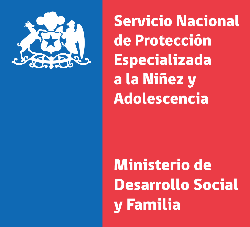 Servicio Nacional
de Protección
Especializada
a la Niñez y
Adolescencia
Ministerio de
Desarrollo Social
y Familia